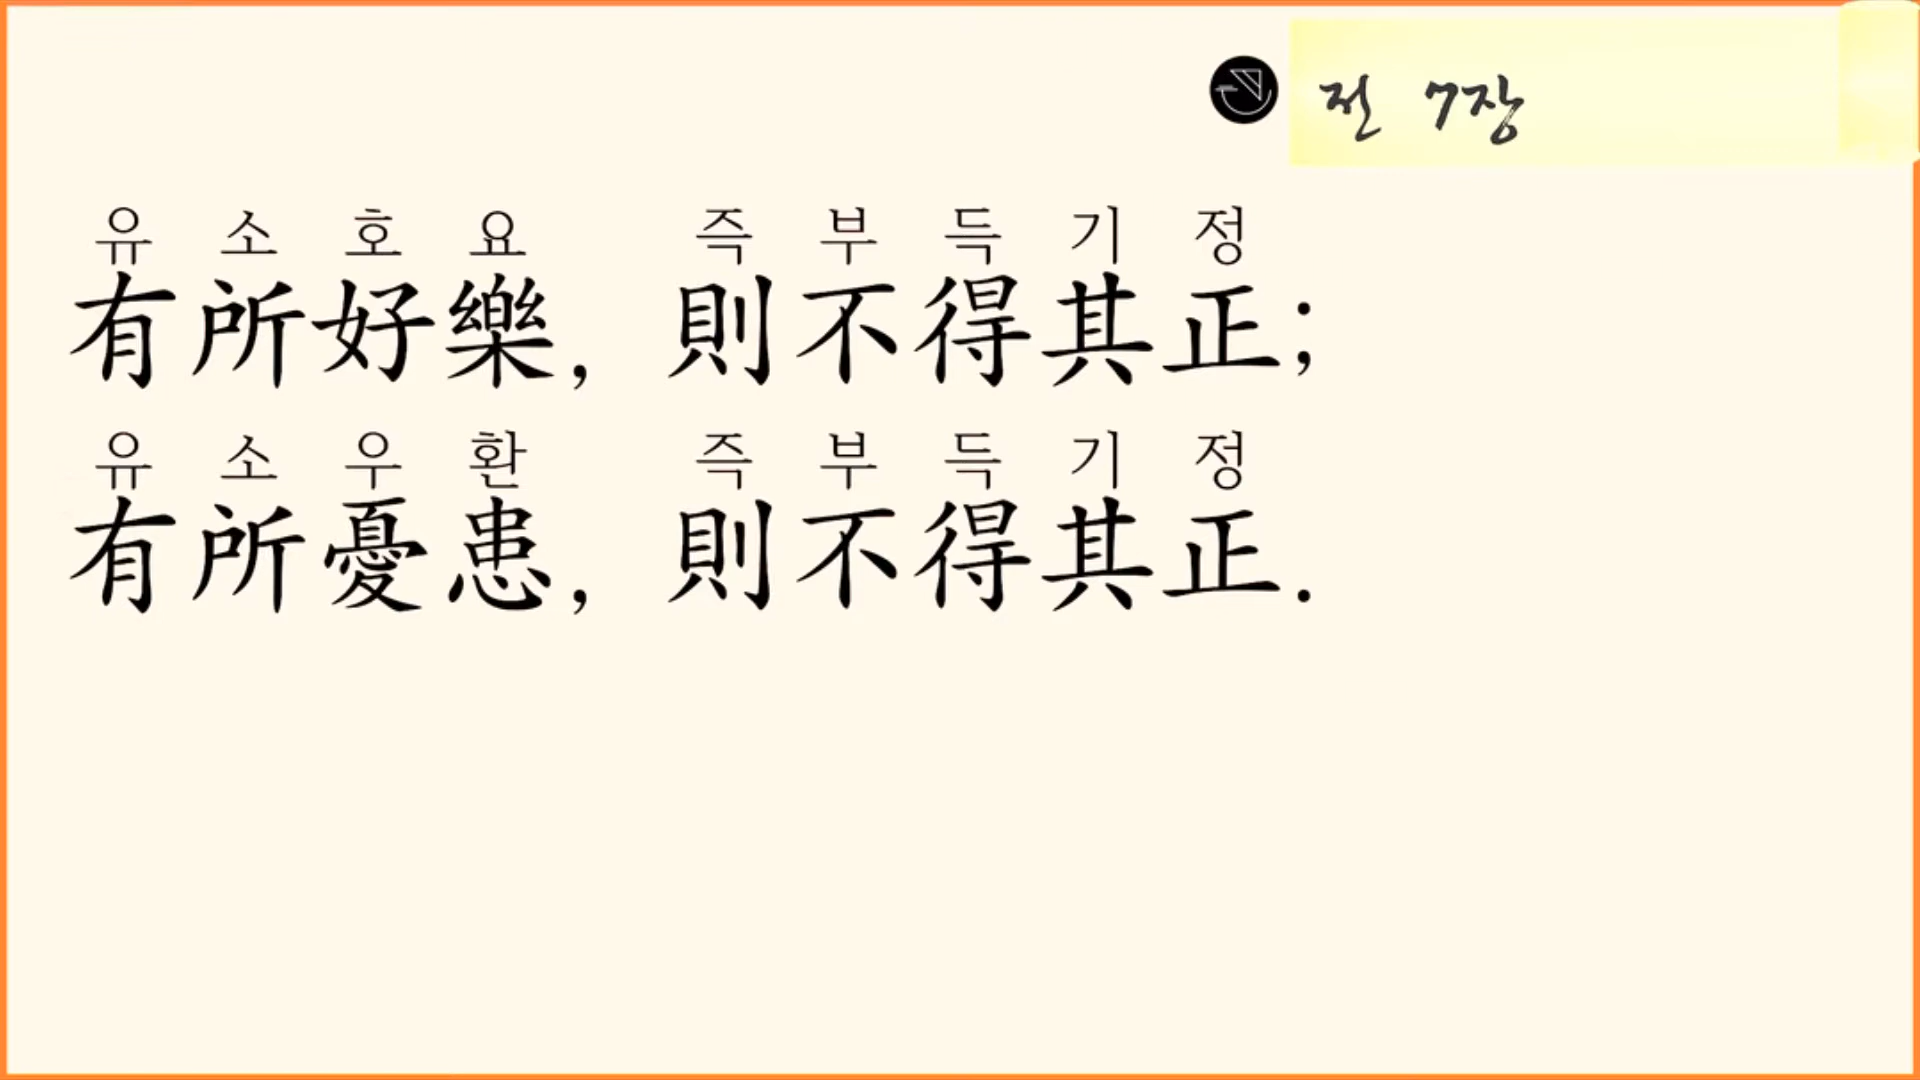 전 7장
유 소 호 요 즉 부 득 기 정
有所好樂, 則不得其正;
유 소 우 환 즉 부 득 기 정
有所憂患, 則不得其正.